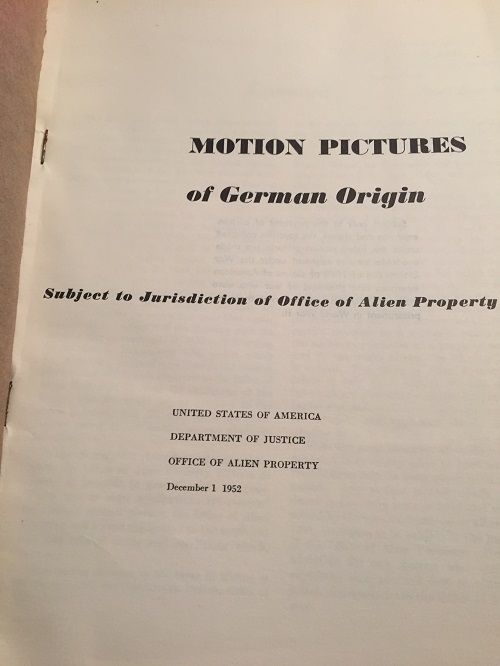 MOTION PICTURES
of German Origin
Subject to Jurisdiction of Office of Alien Property
UNITED STATES OF AMERICA
DEPARTMENT OF JUSTICE
OFFICE OF ALIEN PROPERTY
December 1 1952